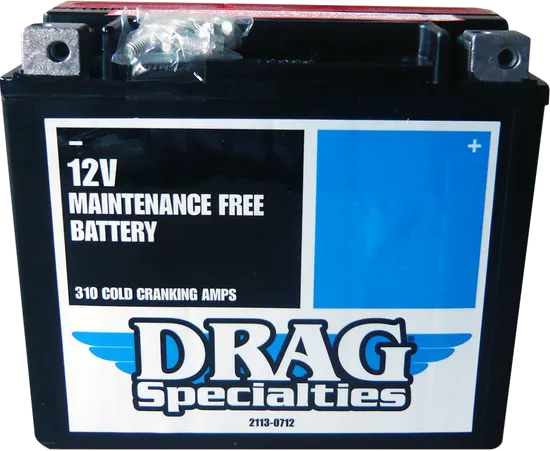 –
+
12V
MAINTENANCE FREE
BATTERY
310 COLD CRANKING AMPS
DRAG
Specialties
2113-0712